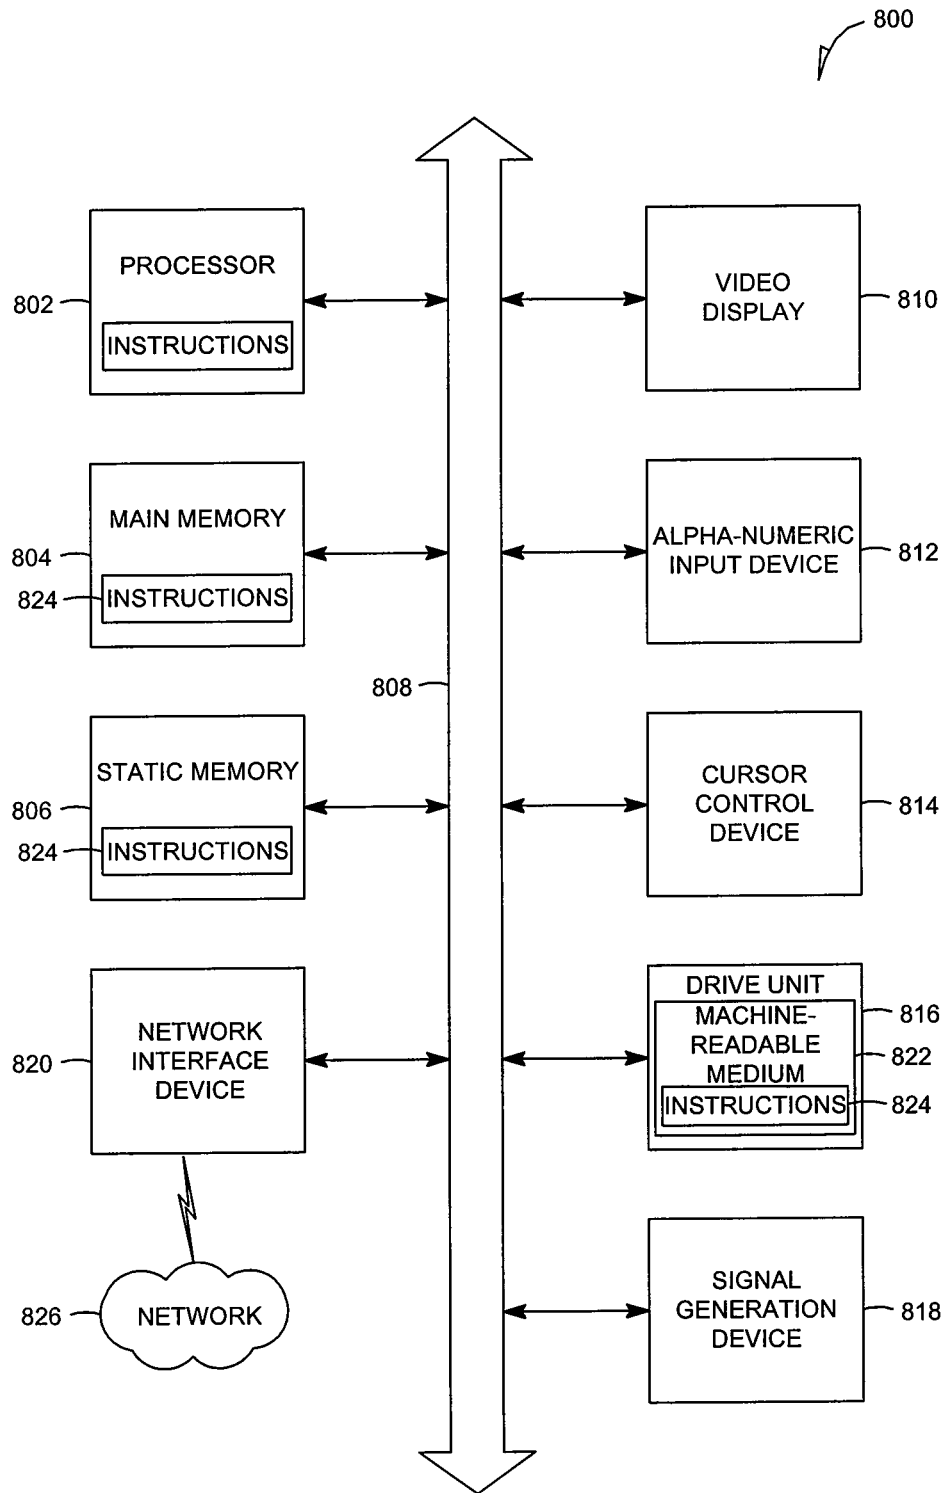 800
PROCESSOR
802
INSTRUCTIONS
MAIN MEMORY
804
824
INSTRUCTIONS
808
STATIC MEMORY
806
824
INSTRUCTIONS
NETWORK
INTERFACE
DEVICE
820
826
NETWORK
VIDEO
DISPLAY
810
ALPHA-NUMERIC
INPUT DEVICE
812
CURSOR
CONTROL
DEVICE
814
DRIVE UNIT
816
MACHINE-
READABLE
MEDIUM
822
INSTRUCTIONS
824
SIGNAL
GENERATION
DEVICE
818